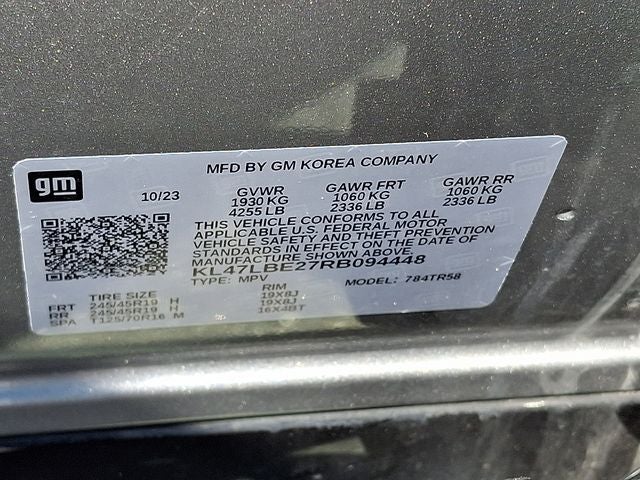 MFD BY GM KOREA COMPANY
gm
10/23
GVWR GAWR FRT GAWR RR
1930 KG 1060 KG 1060 KG
4255 LB 2336 LB 2336 LB
THIS VEHICLE CONFORMS TO ALL
APPLICABLE U.S. FEDERAL MOTOR
VEHICLE SAFETY AND THEFT PREVENTION
STANDARDS IN EFFECT ON THE DATE OF
MANUFACTURE SHOWN ABOVE.
KL47LBE27RB094448
TYPE: MPV MODEL: 784TR58
TIRE SIZE RIM
FRT 245/45R19 H 19X8J
RR 245/45R19 H 19X8J
SPA T125/70R16 M 16X4BT